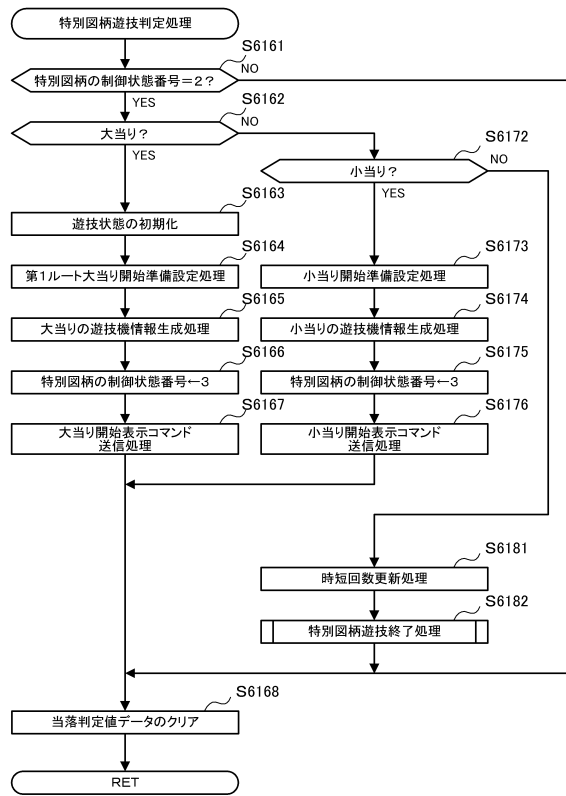 特別図柄遊技判定処理
S6161
特別図柄の制御状態番号=2?
NO
YES
S6162
大当り?
NO
YES
S6172
小当り?
NO
YES
S6163
遊技状態の初期化
S6164
第1ルート大当り開始準備設定処理
S6173
小当り開始準備設定処理
S6165
大当りの遊技機情報生成処理
S6174
小当りの遊技機情報生成処理
S6166
特別図柄の制御状態番号←3
S6175
特別図柄の制御状態番号←3
S6167
大当り開始表示コマンド
送信処理
S6176
小当り開始表示コマンド
送信処理
S6181
時短回数更新処理
S6182
特別図柄遊技終了処理
S6168
当落判定値データのクリア
RET